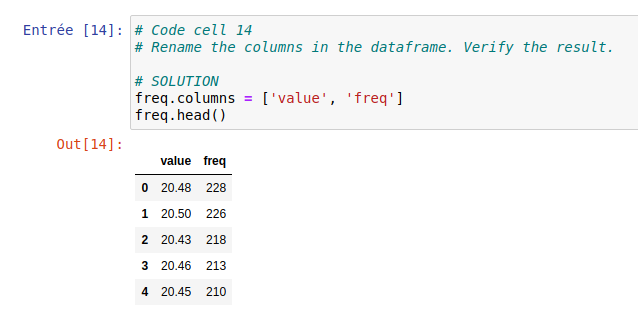 Entrée [14]: # Code cell 14
# Rename the columns in the dataframe. Verify the result.
# SOLUTION
freq.columns = ['value', 'freq']
freq.head()
Out[14]:
value freq
0 20.48 228
1 20.50 226
2 20.43 218
3 20.46 213
4 20.45 210